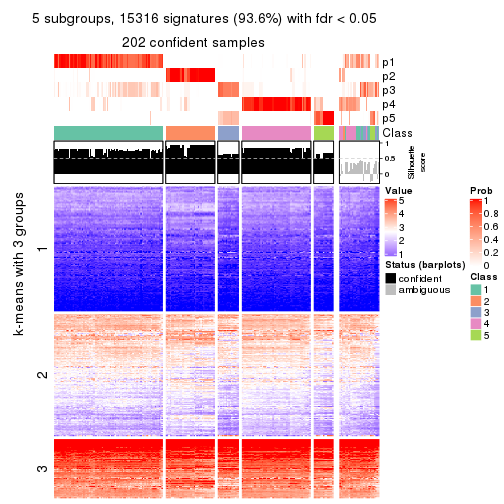 5 subgroups, 15316 signatures (93.6%) with fdr < 0.05
202 confident samples
p1
p2
p3
p4
p5
Class
1
0.5
0
Silhouette
score
k-means with 3 groups
1
2
3
Value
5
4
3
2
1
Status (barplots)
confident
ambiguous
Prob
1
0.8
0.6
0.4
0.2
0
Class
1
2
3
4
5